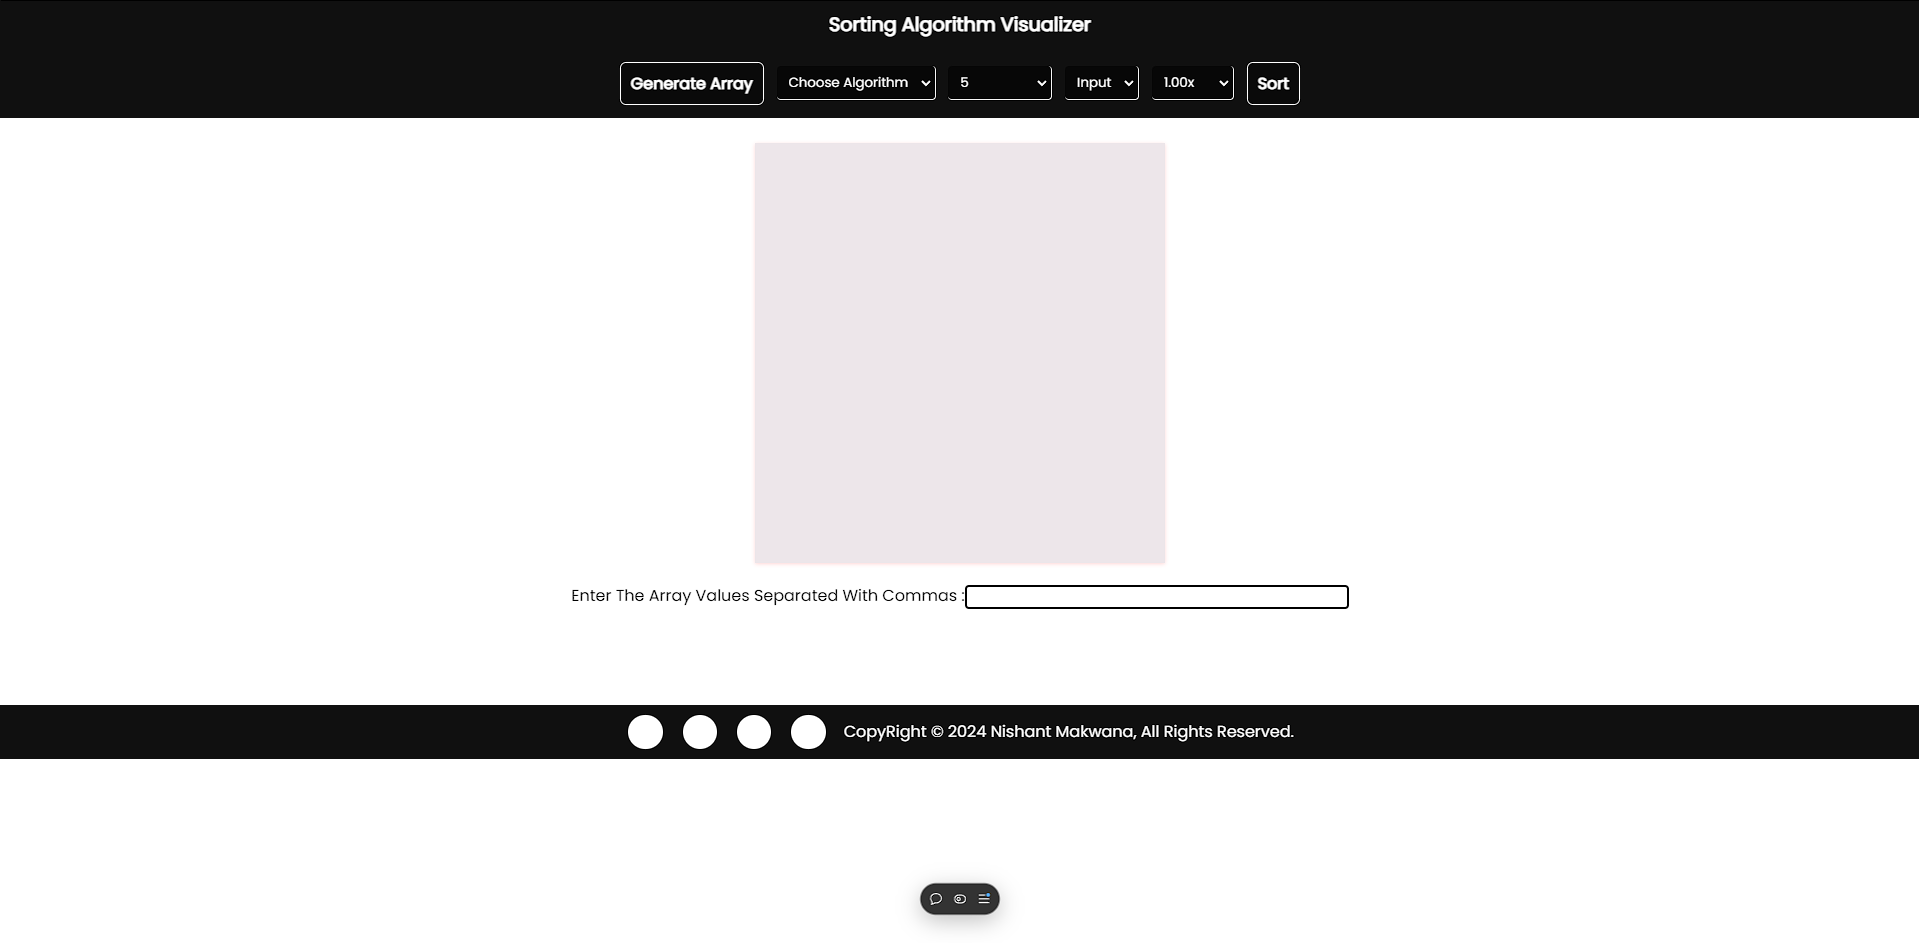 Sorting Algorithm Visualizer
Generate Array Choose Algorithm 5 Input 1.00x Sort
Enter The Array Values Separated With Commas :
CopyRight © 2024 Nishant Makwana, All Rights Reserved.